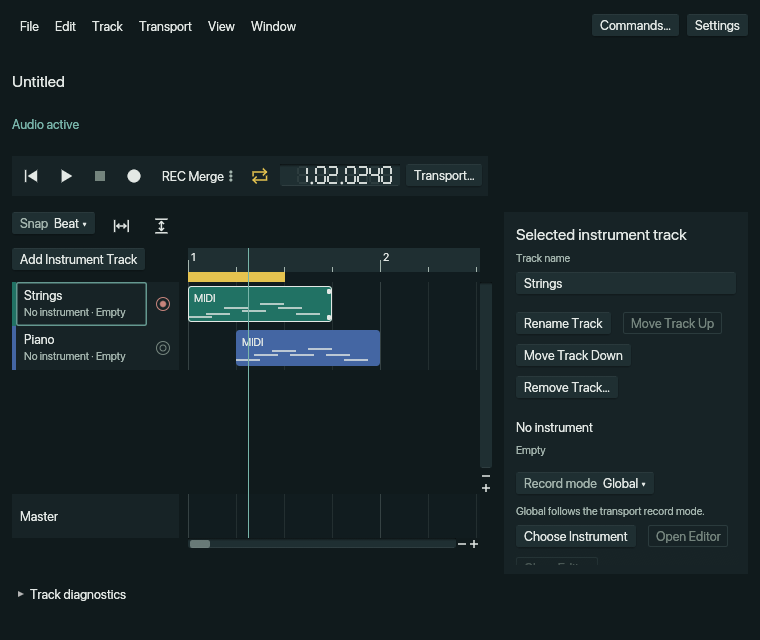 File Edit Track Transport View Window Commands... Settings
Untitled
Audio active
REC Merge 1.02.0240 Transport...
Snap Beat
Add Instrument Track
1 2
Strings
No instrument · Empty
MIDI
Piano
No instrument · Empty
MIDI
Master
Selected instrument track
Track name
Strings
Rename Track Move Track Up
Move Track Down
Remove Track...
No instrument
Empty
Record mode Global
Global follows the transport record mode.
Choose Instrument Open Editor
Track diagnostics